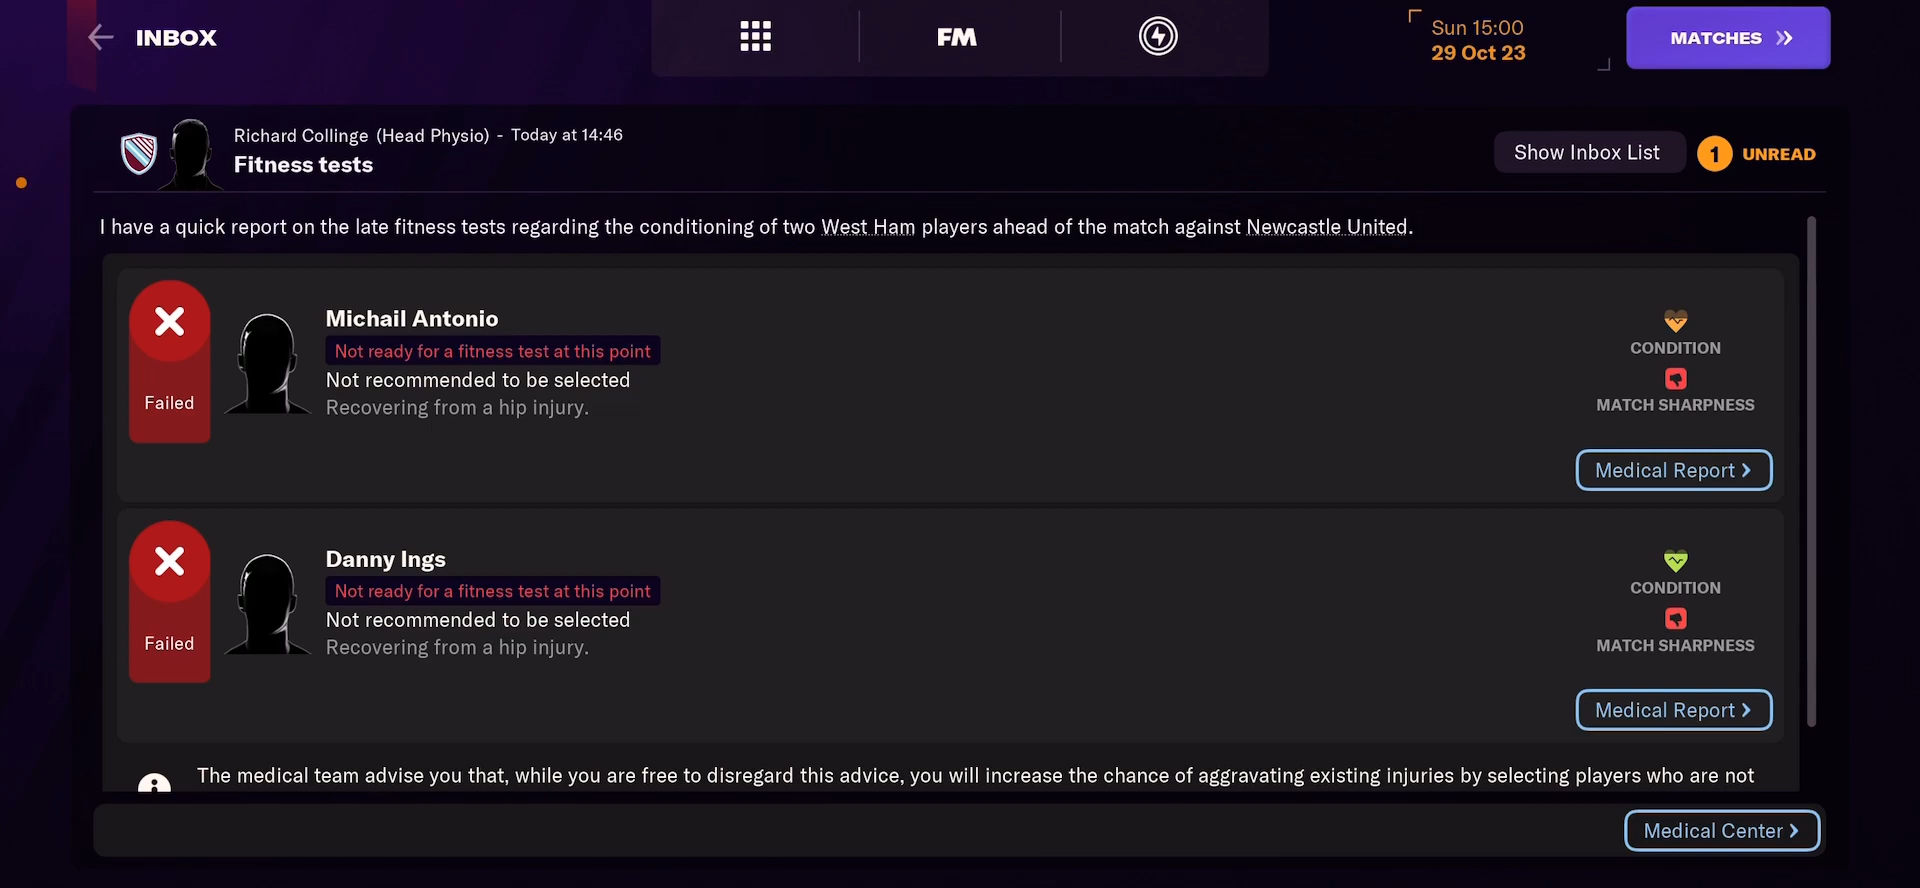 INBOX
FM
Sun 15:00
29 Oct 23
MATCHES
Richard Collinge (Head Physio) - Today at 14:46
Fitness tests
Show Inbox List
1 UNREAD
I have a quick report on the late fitness tests regarding the conditioning of two West Ham players ahead of the match against Newcastle United.
Failed
Michail Antonio
Not ready for a fitness test at this point
Not recommended to be selected
Recovering from a hip injury.
CONDITION
MATCH SHARPNESS
Medical Report
Failed
Danny Ings
Not ready for a fitness test at this point
Not recommended to be selected
Recovering from a hip injury.
CONDITION
MATCH SHARPNESS
Medical Report
The medical team advise you that, while you are free to disregard this advice, you will increase the chance of aggravating existing injuries by selecting players who are not
Medical Center